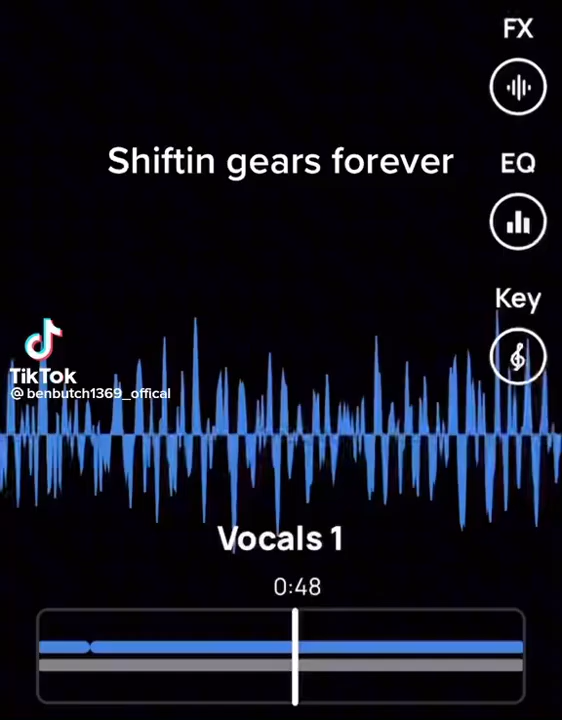 FX
Shiftin gears forever
EQ
Key
TikTok
@benbutch1369_offical
Vocals 1
0:48